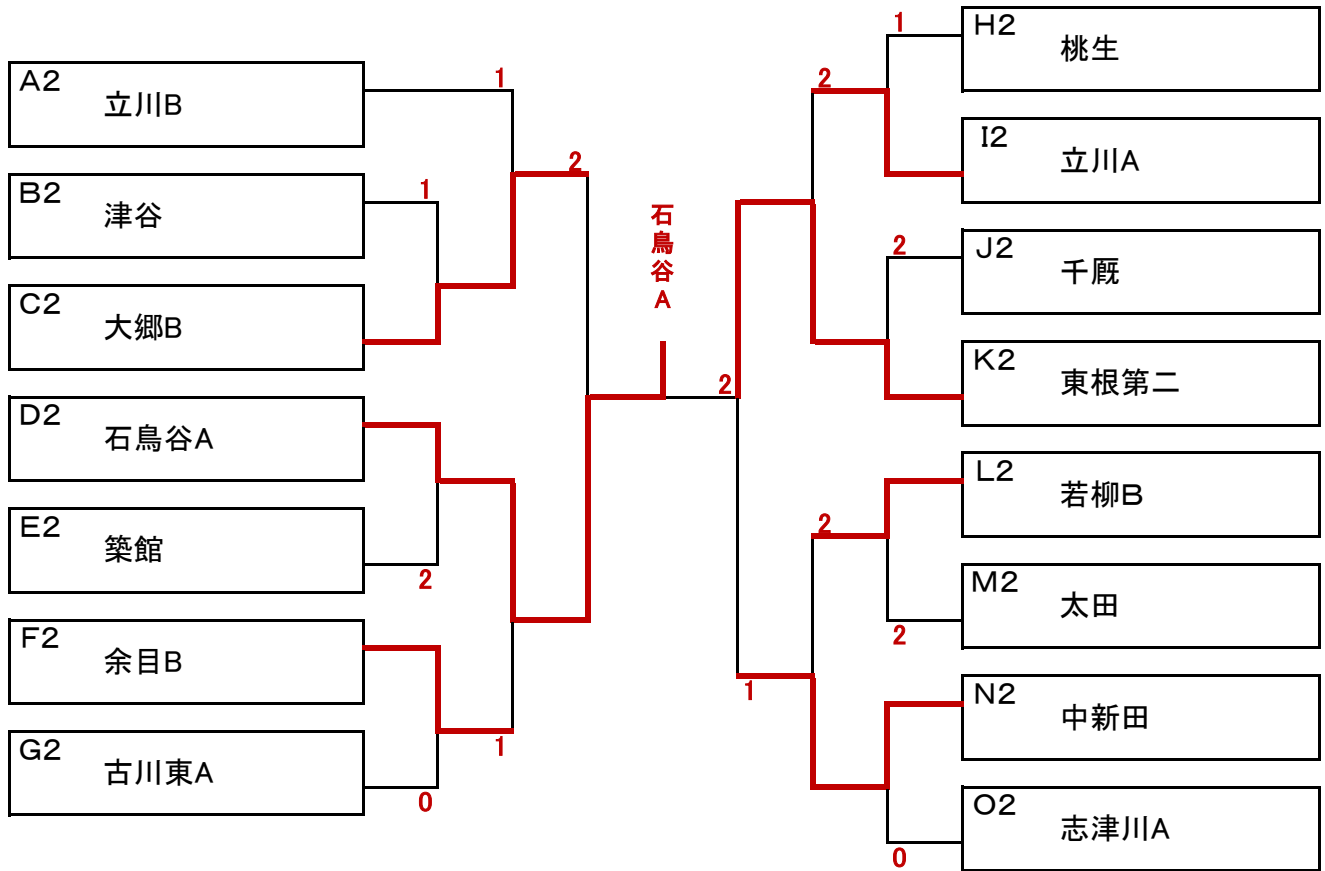 A2
立川B
B2
津谷
C2
大郷B
D2
石鳥谷A
E2
築館
F2
余目B
G2
古川東A
1
1
2
2
1
0
石鳥谷A
2
1
1
2
2
2
2
0
H2
桃生
I2
立川A
J2
千厩
K2
東根第二
L2
若柳B
M2
太田
N2
中新田
O2
志津川A